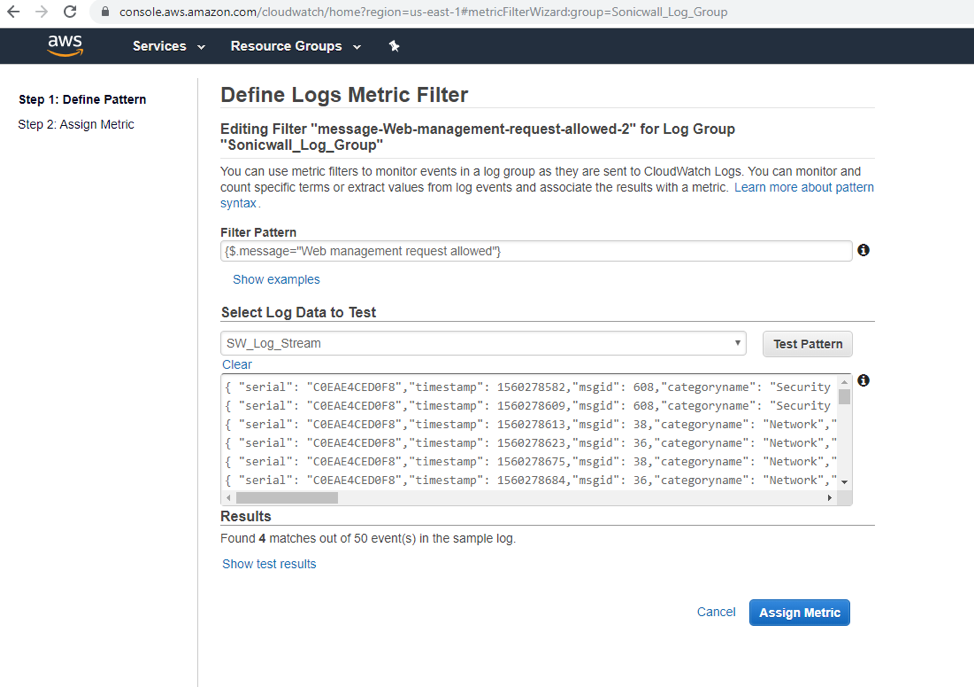 console.aws.amazon.com/cloudwatch/home?region=us-east-1#metricFilterWizard:group=Sonicwall_Log_Group
aws
Services
Resource Groups
Step 1: Define Pattern
Step 2: Assign Metric
Define Logs Metric Filter
Editing Filter "message-Web-management-request-allowed-2" for Log Group
"Sonicwall_Log_Group"
You can use metric filters to monitor events in a log group as they are sent to CloudWatch Logs. You can monitor and
count specific terms or extract values from log events and associate the results with a metric. Learn more about pattern
syntax.
Filter Pattern
{$.message="Web management request allowed"}
Show examples
Select Log Data to Test
SW_Log_Stream
Test Pattern
Clear
{ "serial": "C0EAE4CED0F8","timestamp": 1560278582,"msgid": 608,"categoryname": "Security
{ "serial": "C0EAE4CED0F8","timestamp": 1560278609,"msgid": 608,"categoryname": "Security
{ "serial": "C0EAE4CED0F8","timestamp": 1560278613,"msgid": 38,"categoryname": "Network","
{ "serial": "C0EAE4CED0F8","timestamp": 1560278623,"msgid": 36,"categoryname": "Network","
{ "serial": "C0EAE4CED0F8","timestamp": 1560278675,"msgid": 38,"categoryname": "Network","
{ "serial": "C0EAE4CED0F8","timestamp": 1560278684,"msgid": 36,"categoryname": "Network","
Results
Found 4 matches out of 50 event(s) in the sample log.
Show test results
Cancel
Assign Metric